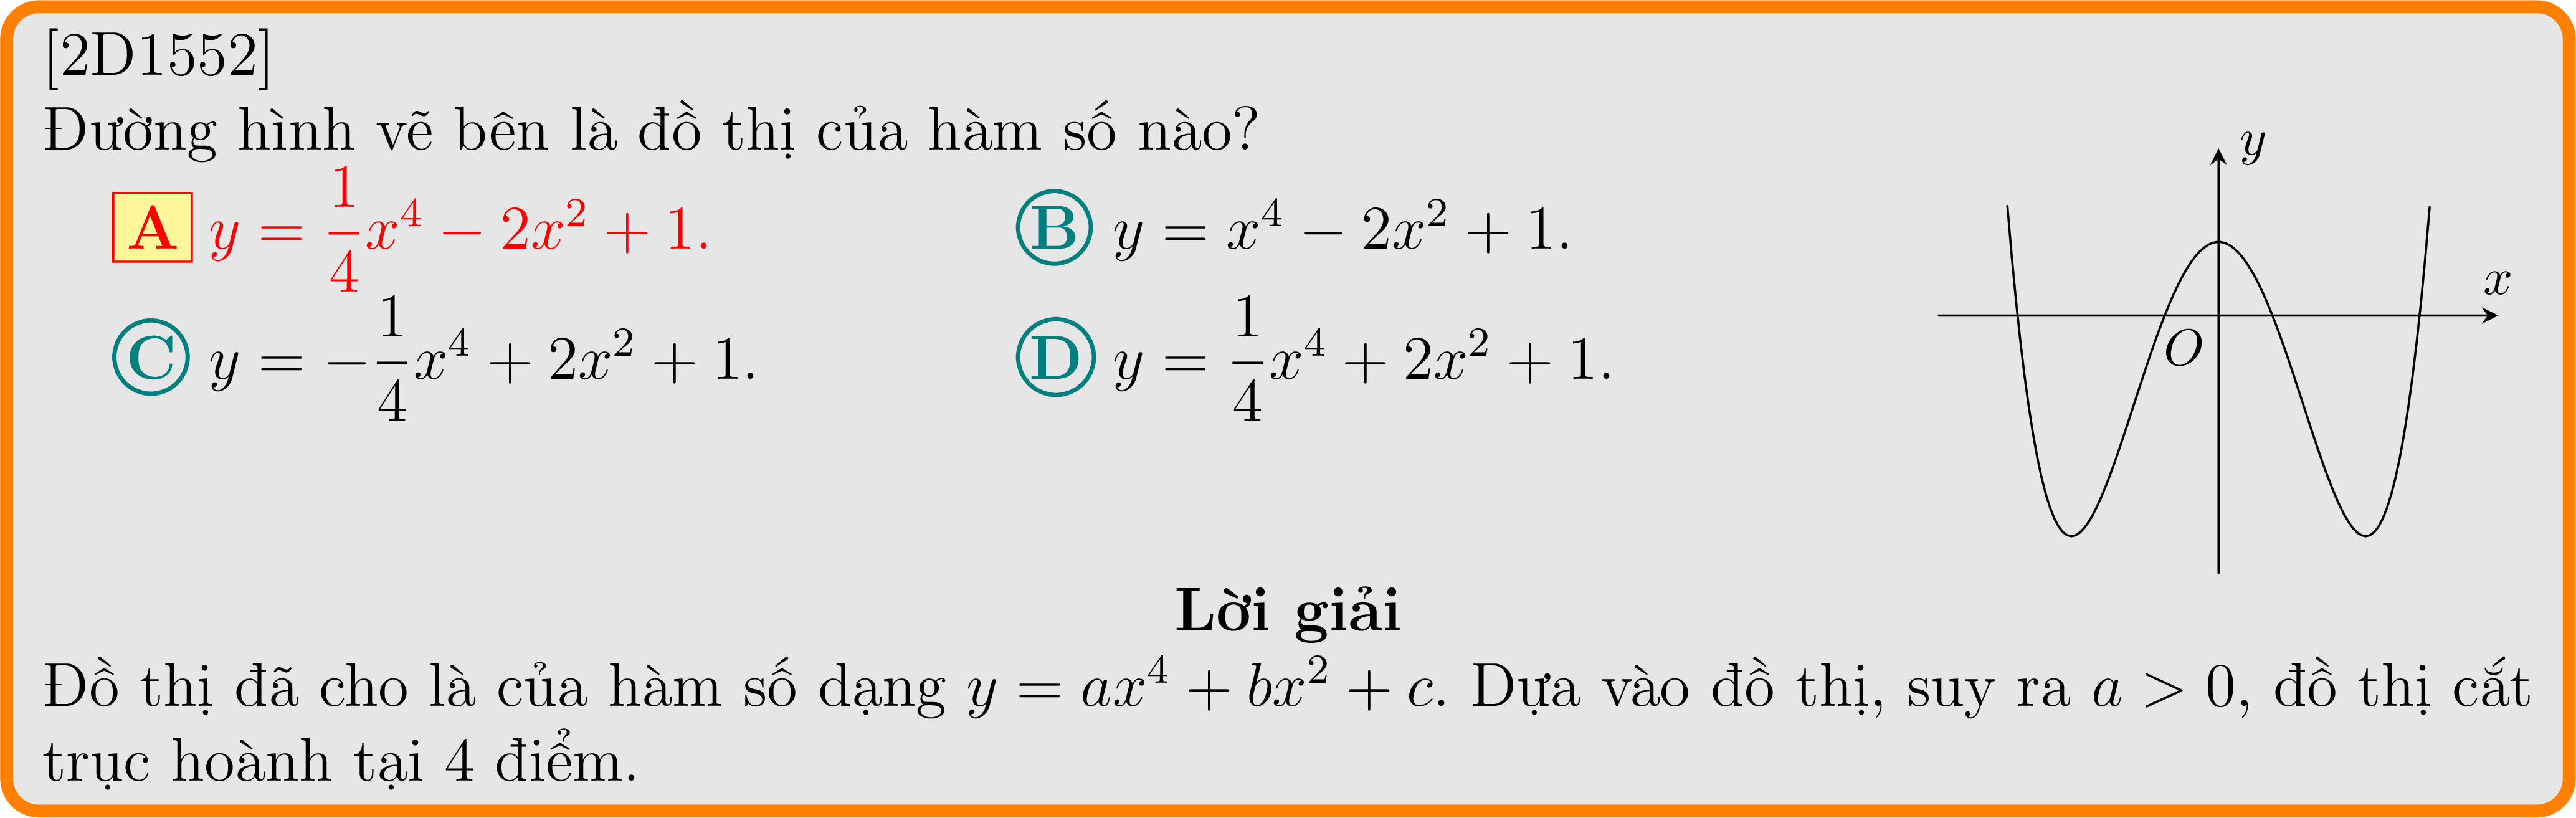 [2D1552]
Đường hình vẽ bên là đồ thị của hàm số nào?
A y = \frac{1}{4}x^4 − 2x^2 + 1.
B y = x^4 − 2x^2 + 1.
C y = −\frac{1}{4}x^4 + 2x^2 + 1.
D y = \frac{1}{4}x^4 + 2x^2 + 1.
y
x
O
Lời giải
Đồ thị đã cho là của hàm số dạng y = ax^4 + bx^2 + c. Dựa vào đồ thị, suy ra a > 0, đồ thị cắt
trục hoành tại 4 điểm.